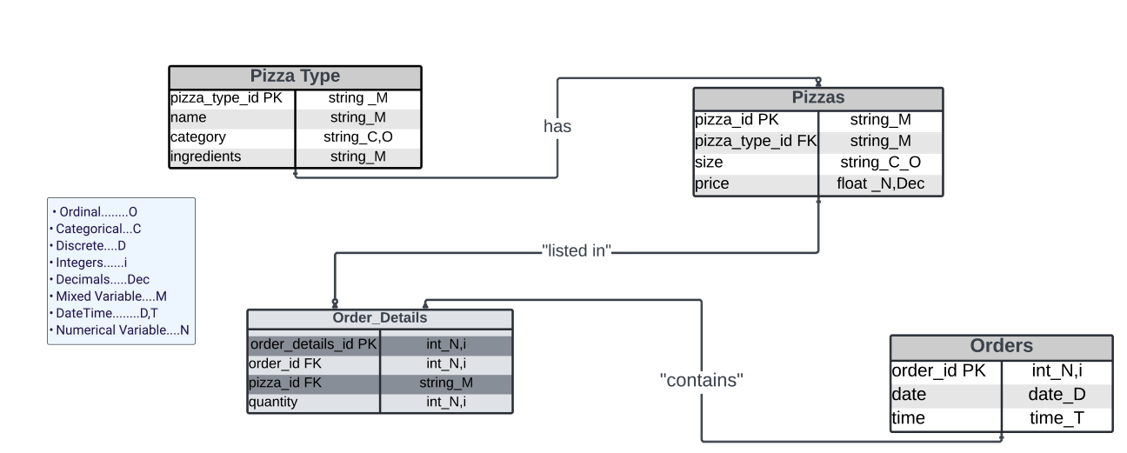 Pizza Type
pizza_type_id PK string _M
name string_M
category string_C,O
ingredients string_M
has
Pizzas
pizza_id PK string_M
pizza_type_id FK string_M
size string_C_O
price float _N,Dec
• Ordinal........O
• Categorical...C
• Discrete....D
• Integers......i
• Decimals.....Dec
• Mixed Variable....M
• DateTime........D,T
• Numerical Variable....N
"listed in"
Order_Details
order_details_id PK int_N,i
order_id FK int_N,i
pizza_id FK string_M
quantity int_N,i
"contains"
Orders
order_id PK int_N,i
date date_D
time time_T